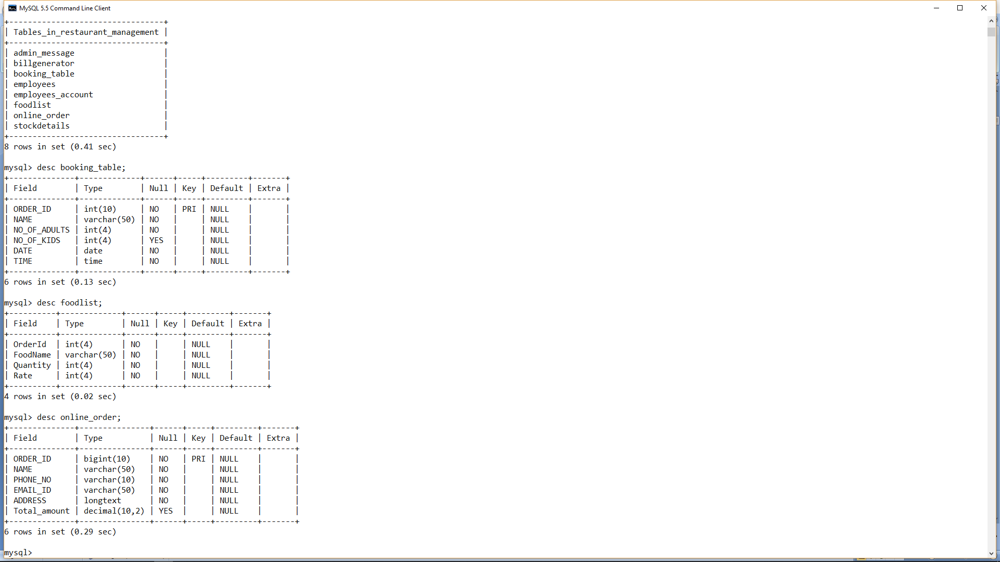 MySQL 5.5 Command Line Client
+---------------------------------+
| Tables_in_restaurant_management |
+---------------------------------+
| admin_message                   |
| billgenerator                   |
| booking_table                   |
| employees                       |
| employees_account               |
| foodlist                        |
| online_order                    |
| stockdetails                    |
+---------------------------------+
8 rows in set (0.41 sec)

mysql> desc booking_table;
+--------------+-------------+------+-----+---------+-------+
| Field        | Type        | Null | Key | Default | Extra |
+--------------+-------------+------+-----+---------+-------+
| ORDER_ID     | int(10)     | NO   | PRI | NULL    |       |
| NAME         | varchar(50) | NO   |     | NULL    |       |
| NO_OF_ADULTS | int(4)      | NO   |     | NULL    |       |
| NO_OF_KIDS   | int(4)      | YES  |     | NULL    |       |
| DATE         | date        | NO   |     | NULL    |       |
| TIME         | time        | NO   |     | NULL    |       |
+--------------+-------------+------+-----+---------+-------+
6 rows in set (0.13 sec)

mysql> desc foodlist;
+----------+-------------+------+-----+---------+-------+
| Field    | Type        | Null | Key | Default | Extra |
+----------+-------------+------+-----+---------+-------+
| OrderId  | int(4)      | NO   |     | NULL    |       |
| FoodName | varchar(50) | NO   |     | NULL    |       |
| Quantity | int(4)      | NO   |     | NULL    |       |
| Rate     | int(4)      | NO   |     | NULL    |       |
+----------+-------------+------+-----+---------+-------+
4 rows in set (0.02 sec)

mysql> desc online_order;
+--------------+---------------+------+-----+---------+-------+
| Field        | Type          | Null | Key | Default | Extra |
+--------------+---------------+------+-----+---------+-------+
| ORDER_ID     | bigint(10)    | NO   | PRI | NULL    |       |
| NAME         | varchar(50)   | NO   |     | NULL    |       |
| PHONE_NO     | varchar(10)   | NO   |     | NULL    |       |
| EMAIL_ID     | varchar(50)   | NO   |     | NULL    |       |
| ADDRESS      | longtext      | NO   |     | NULL    |       |
| Total_amount | decimal(10,2) | YES  |     | NULL    |       |
+--------------+---------------+------+-----+---------+-------+
6 rows in set (0.29 sec)

mysql>